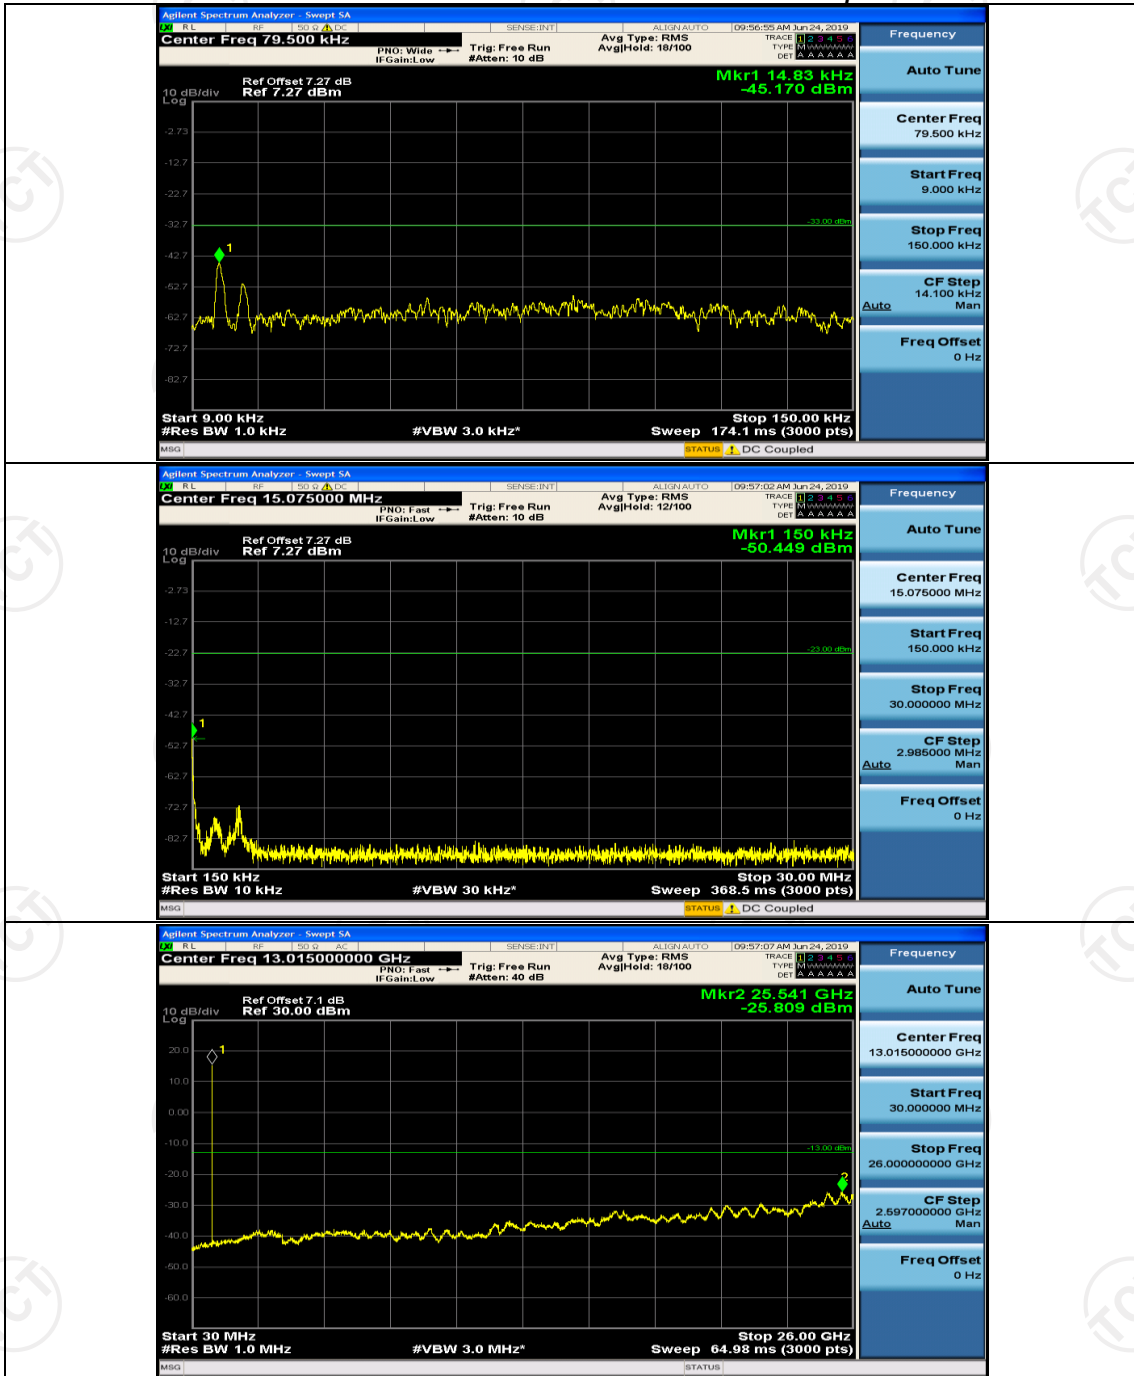 Agilent Spectrum Analyzer - Swept SA
LXI RL RF 50 Ω DC SENSE:INT ALIGN AUTO 09:56:55 AM Jun 24, 2019
Center Freq 79.500 kHz
PNO: Wide
IFGain:Low
Trig: Free Run
#Atten: 10 dB
Avg Type: RMS
Avg|Hold: 18/100
TRACE 1 2 3 4 5 6
TYPE M
DET A A A A A A
Ref Offset 7.27 dB
10 dB/div Ref 7.27 dBm
Log
Mkr1 14.83 kHz
-45.170 dBm
-2.73
-12.7
-22.7
-32.7
-42.7
-52.7
-62.7
-72.7
-82.7
-33.00 dBm
1
Start 9.00 kHz Stop 150.00 kHz
#Res BW 1.0 kHz #VBW 3.0 kHz* Sweep 174.1 ms (3000 pts)
MSG STATUS DC Coupled
Frequency
Auto Tune
Center Freq
79.500 kHz
Start Freq
9.000 kHz
Stop Freq
150.000 kHz
CF Step
14.100 kHz
Auto Man
Freq Offset
0 Hz
Agilent Spectrum Analyzer - Swept SA
LXI RL RF 50 Ω DC SENSE:INT ALIGN AUTO 09:57:02 AM Jun 24, 2019
Center Freq 15.075000 MHz
PNO: Fast
IFGain:Low
Trig: Free Run
#Atten: 10 dB
Avg Type: RMS
Avg|Hold: 12/100
TRACE 1 2 3 4 5 6
TYPE M
DET A A A A A A
Ref Offset 7.27 dB
10 dB/div Ref 7.27 dBm
Log
Mkr1 150 kHz
-50.449 dBm
-2.73
-12.7
-22.7
-32.7
-42.7
-52.7
-62.7
-72.7
-82.7
-23.00 dBm
1
Start 150 kHz Stop 30.00 MHz
#Res BW 10 kHz #VBW 30 kHz* Sweep 368.5 ms (3000 pts)
MSG STATUS DC Coupled
Frequency
Auto Tune
Center Freq
15.075000 MHz
Start Freq
150.000 kHz
Stop Freq
30.000000 MHz
CF Step
2.985000 MHz
Auto Man
Freq Offset
0 Hz
Agilent Spectrum Analyzer - Swept SA
LXI RL RF 50 Ω AC SENSE:INT ALIGN AUTO 09:57:07 AM Jun 24, 2019
Center Freq 13.015000000 GHz
PNO: Fast
IFGain:Low
Trig: Free Run
#Atten: 40 dB
Avg Type: RMS
Avg|Hold: 18/100
TRACE 1 2 3 4 5 6
TYPE M
DET A A A A A A
Ref Offset 7.1 dB
10 dB/div Ref 30.00 dBm
Log
Mkr2 25.541 GHz
-25.809 dBm
20.0
10.0
0.00
-10.0
-20.0
-30.0
-40.0
-50.0
-60.0
-13.00 dBm
1
2
Start 30 MHz Stop 26.00 GHz
#Res BW 1.0 MHz #VBW 3.0 MHz* Sweep 64.98 ms (3000 pts)
MSG STATUS
Frequency
Auto Tune
Center Freq
13.015000000 GHz
Start Freq
30.000000 MHz
Stop Freq
26.000000000 GHz
CF Step
2.597000000 GHz
Auto Man
Freq Offset
0 Hz
TCT